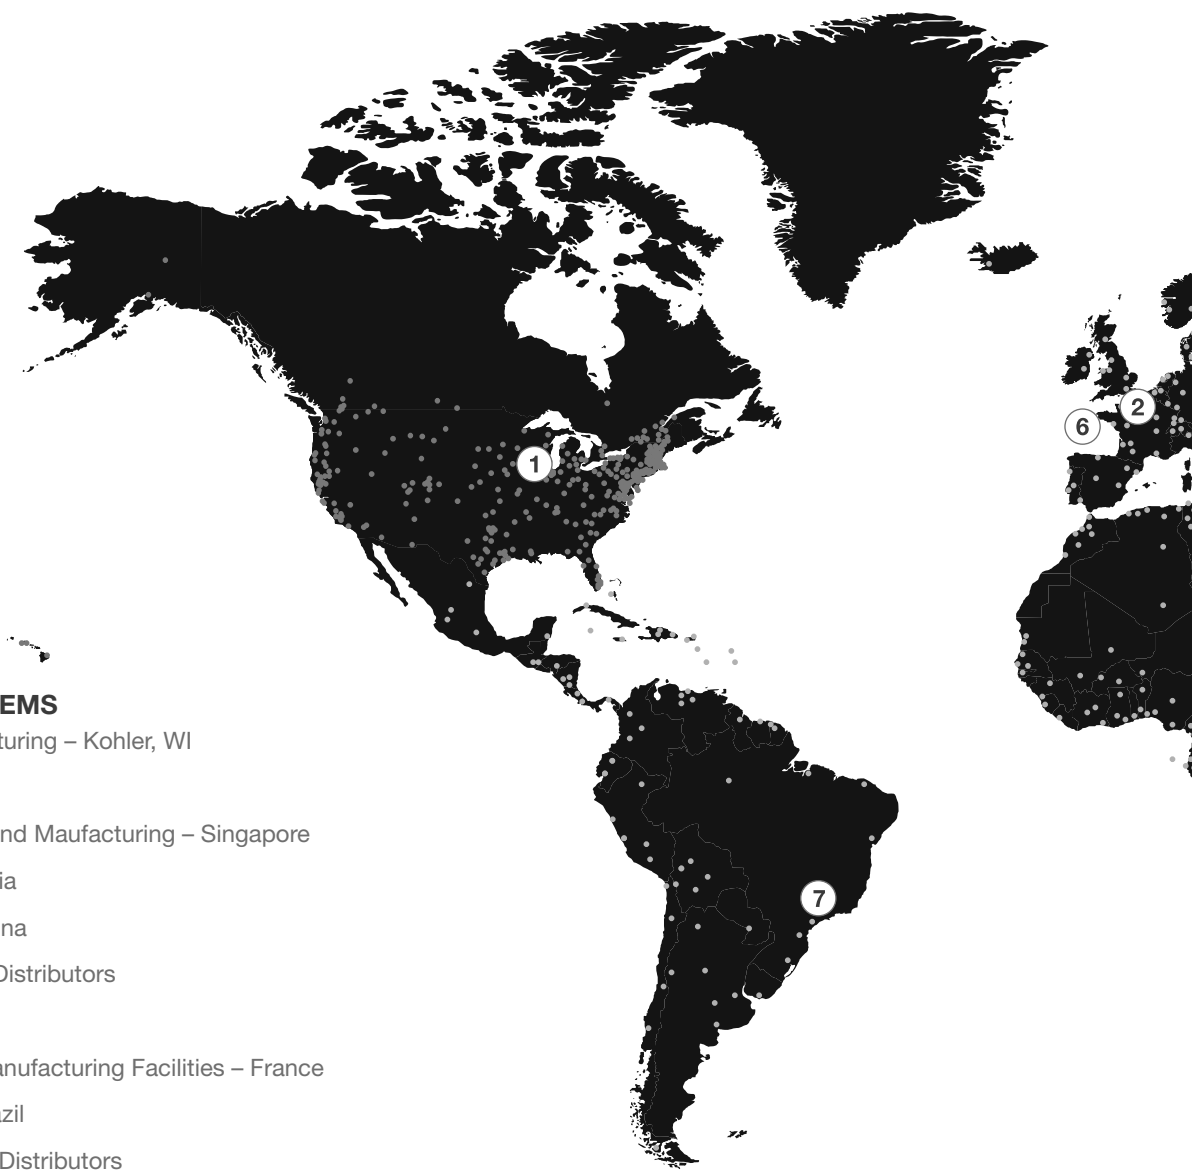 2
6
1
EMS
turing – Kohler, WI
nd Maufacturing – Singapore
ia
7
na
Distributors
anufacturing Facilities – France
azil
Distributors